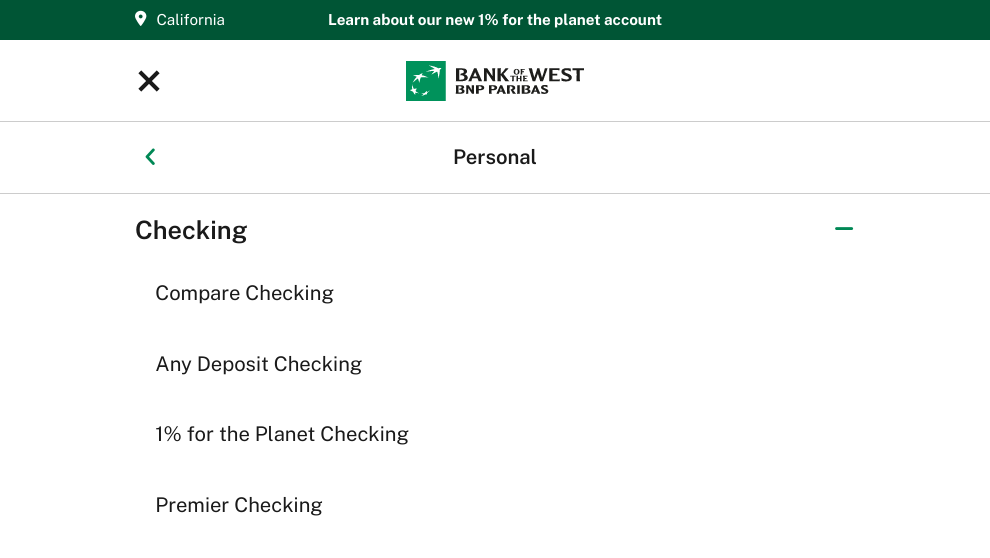 California
Learn about our new 1% for the planet account
BANK OF THE WEST
BNP PARIBAS
Personal
Checking
Compare Checking
Any Deposit Checking
1% for the Planet Checking
Premier Checking